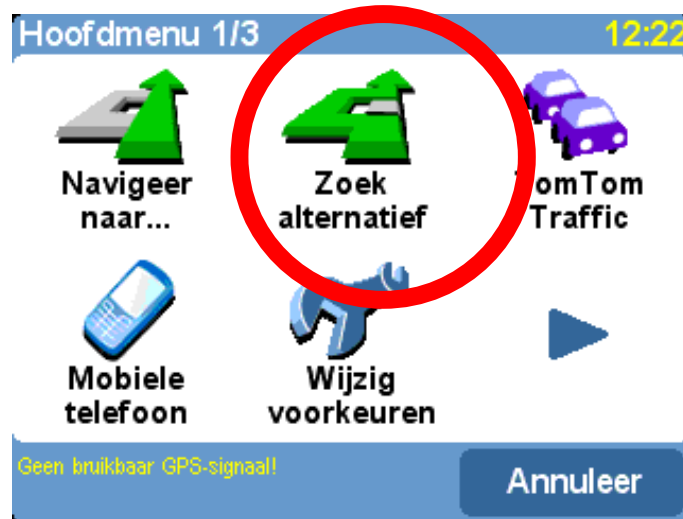 Hoofdmenu 1/3 12:22
Navigeer naar...
Zoek alternatief
TomTom Traffic
Mobiele telefoon
Wijzig voorkeuren
Geen bruikbaar GPS-signaal!
Annuleer